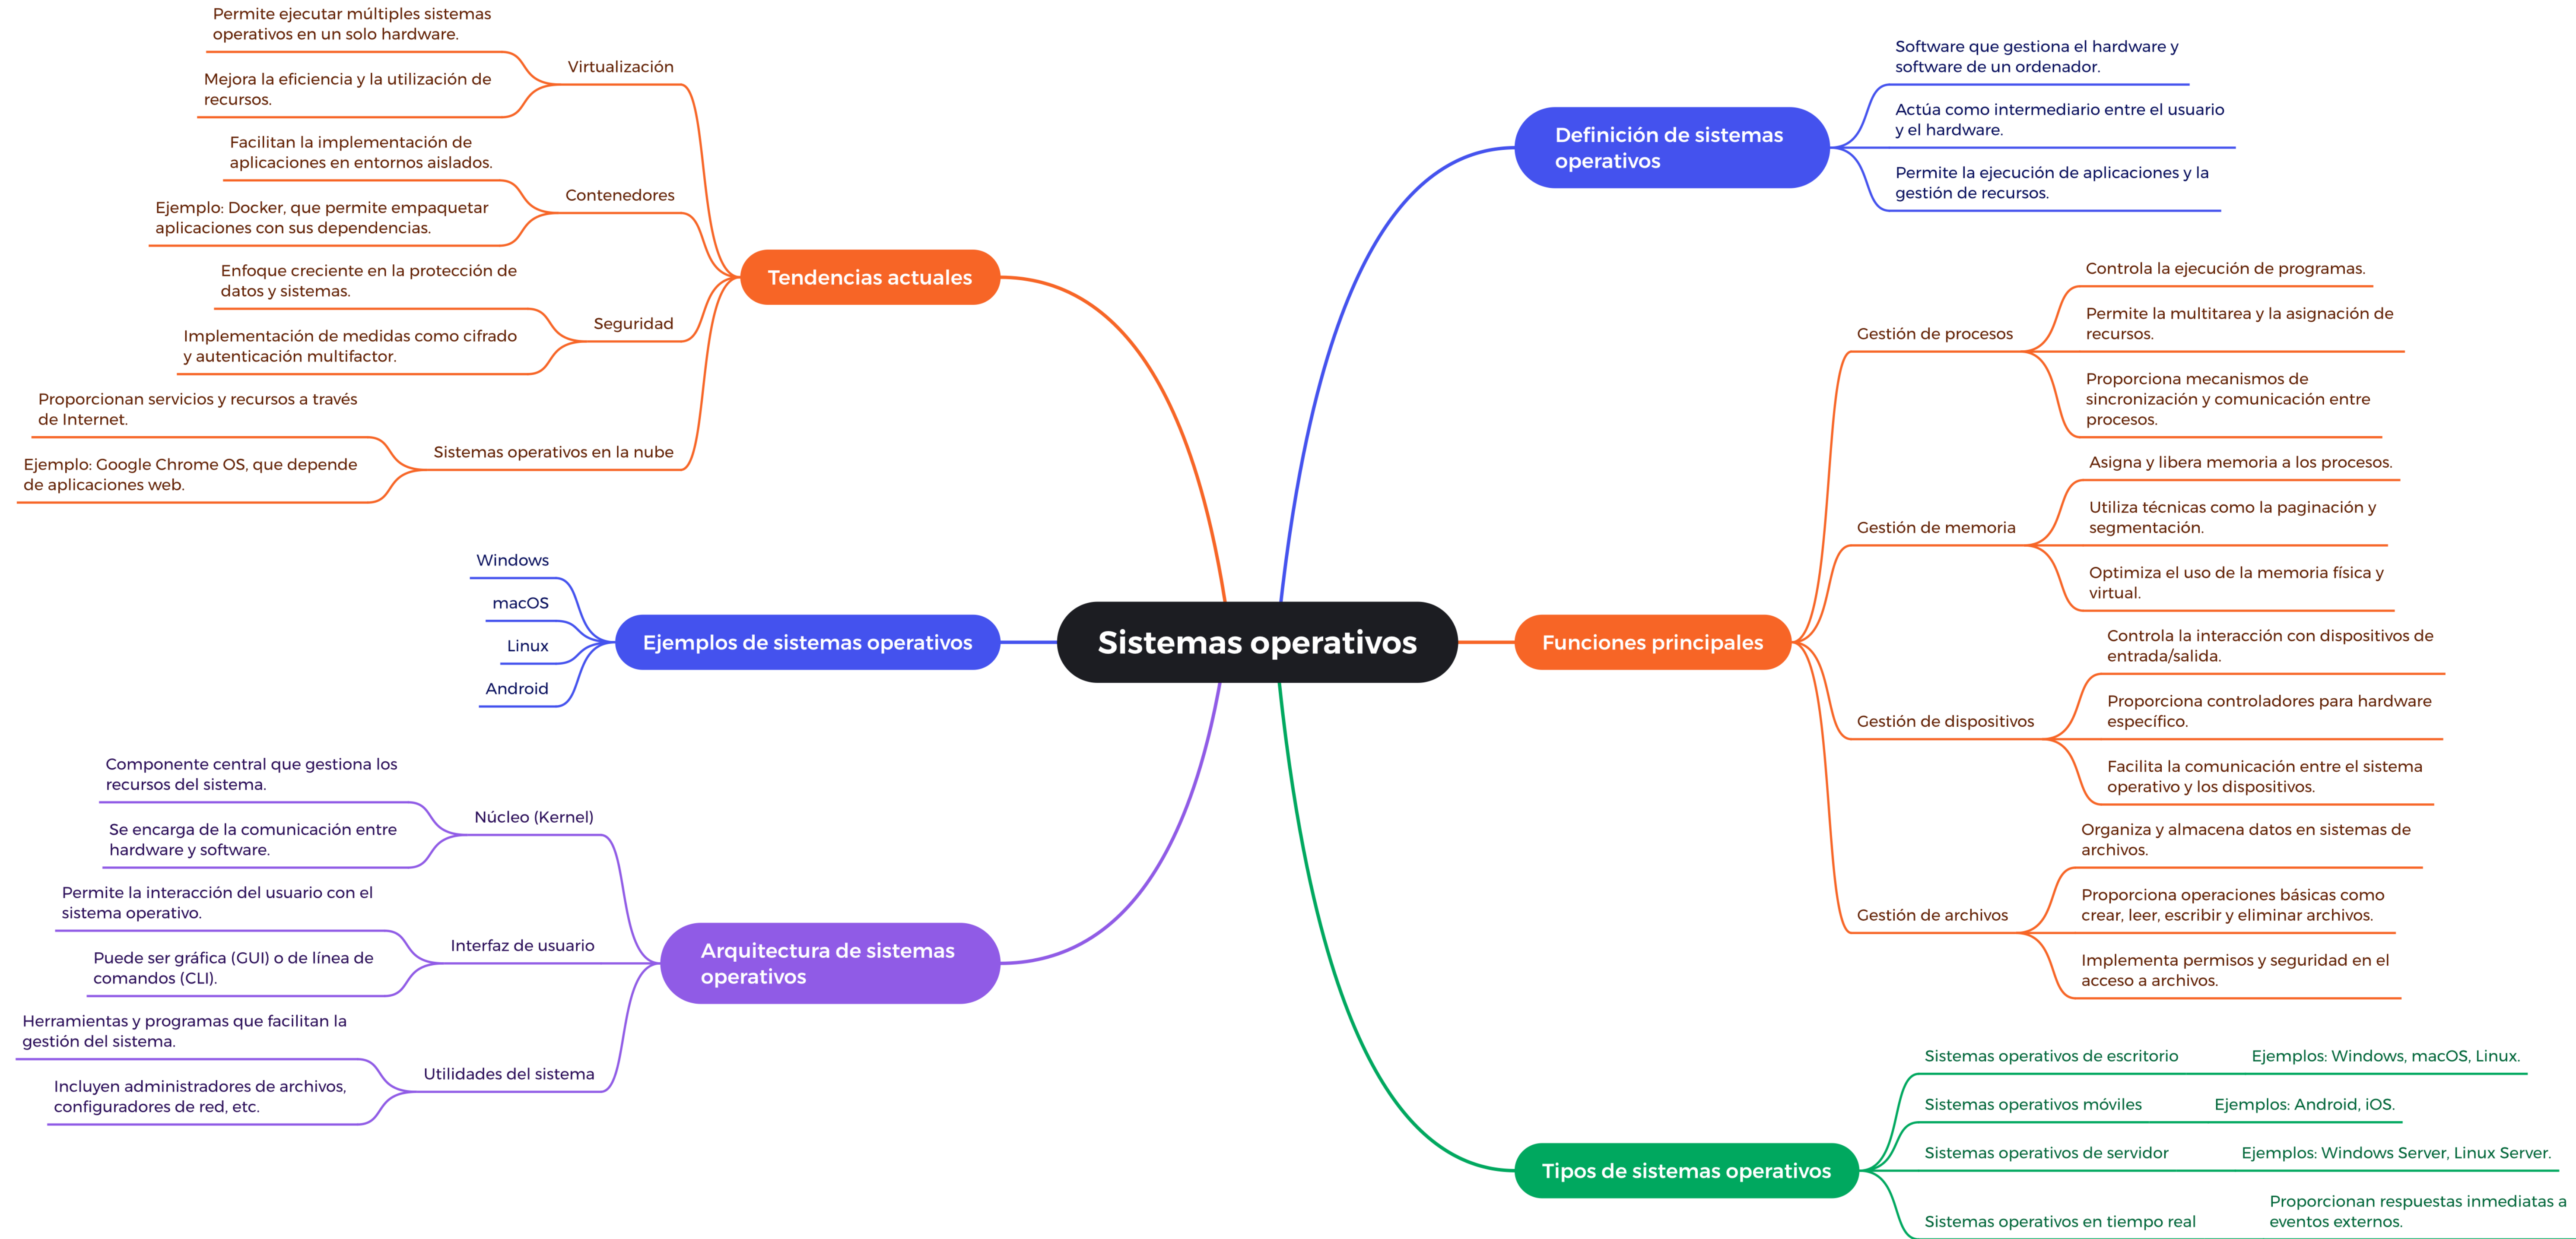 Sistemas operativos
Definición de sistemas
operativos
Software que gestiona el hardware y
software de un ordenador.
Actúa como intermediario entre el usuario
y el hardware.
Permite la ejecución de aplicaciones y la
gestión de recursos.
Funciones principales
Gestión de procesos
Controla la ejecución de programas.
Permite la multitarea y la asignación de
recursos.
Proporciona mecanismos de
sincronización y comunicación entre
procesos.
Gestión de memoria
Asigna y libera memoria a los procesos.
Utiliza técnicas como la paginación y
segmentación.
Optimiza el uso de la memoria física y
virtual.
Gestión de dispositivos
Controla la interacción con dispositivos de
entrada/salida.
Proporciona controladores para hardware
específico.
Facilita la comunicación entre el sistema
operativo y los dispositivos.
Gestión de archivos
Organiza y almacena datos en sistemas de
archivos.
Proporciona operaciones básicas como
crear, leer, escribir y eliminar archivos.
Implementa permisos y seguridad en el
acceso a archivos.
Tipos de sistemas operativos
Sistemas operativos de escritorio
Ejemplos: Windows, macOS, Linux.
Sistemas operativos móviles
Ejemplos: Android, iOS.
Sistemas operativos de servidor
Ejemplos: Windows Server, Linux Server.
Sistemas operativos en tiempo real
Proporcionan respuestas inmediatas a
eventos externos.
Tendencias actuales
Virtualización
Permite ejecutar múltiples sistemas
operativos en un solo hardware.
Mejora la eficiencia y la utilización de
recursos.
Contenedores
Facilitan la implementación de
aplicaciones en entornos aislados.
Ejemplo: Docker, que permite empaquetar
aplicaciones con sus dependencias.
Seguridad
Enfoque creciente en la protección de
datos y sistemas.
Implementación de medidas como cifrado
y autenticación multifactor.
Sistemas operativos en la nube
Proporcionan servicios y recursos a través
de Internet.
Ejemplo: Google Chrome OS, que depende
de aplicaciones web.
Ejemplos de sistemas operativos
Windows
macOS
Linux
Android
Arquitectura de sistemas
operativos
Núcleo (Kernel)
Componente central que gestiona los
recursos del sistema.
Se encarga de la comunicación entre
hardware y software.
Interfaz de usuario
Permite la interacción del usuario con el
sistema operativo.
Puede ser gráfica (GUI) o de línea de
comandos (CLI).
Utilidades del sistema
Herramientas y programas que facilitan la
gestión del sistema.
Incluyen administradores de archivos,
configuradores de red, etc.